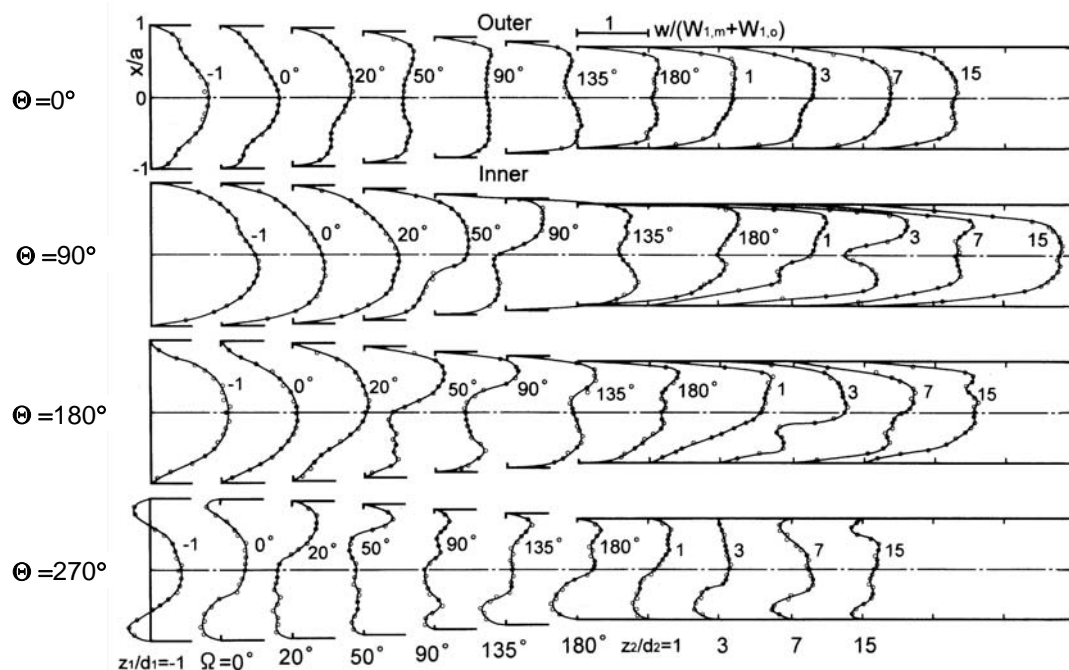 1 Outer 1 w/(W1,m+W1,o)
x/a
Θ=0° 0 -1 0° 20° 50° 90° 135° 180° 1 3 7 15
-1 Inner
Θ=90° -1 0° 20° 50° 90° 135° 180° 1 3 7 15
Θ=180° -1 0° 20° 50° 90° 135° 180° 1 3 7 15
Θ=270° -1 0° 20° 50° 90° 135° 180° 1 3 7 15
z1/d1=-1 Ω=0° 20° 50° 90° 135° 180° z2/d2=1 3 7 15